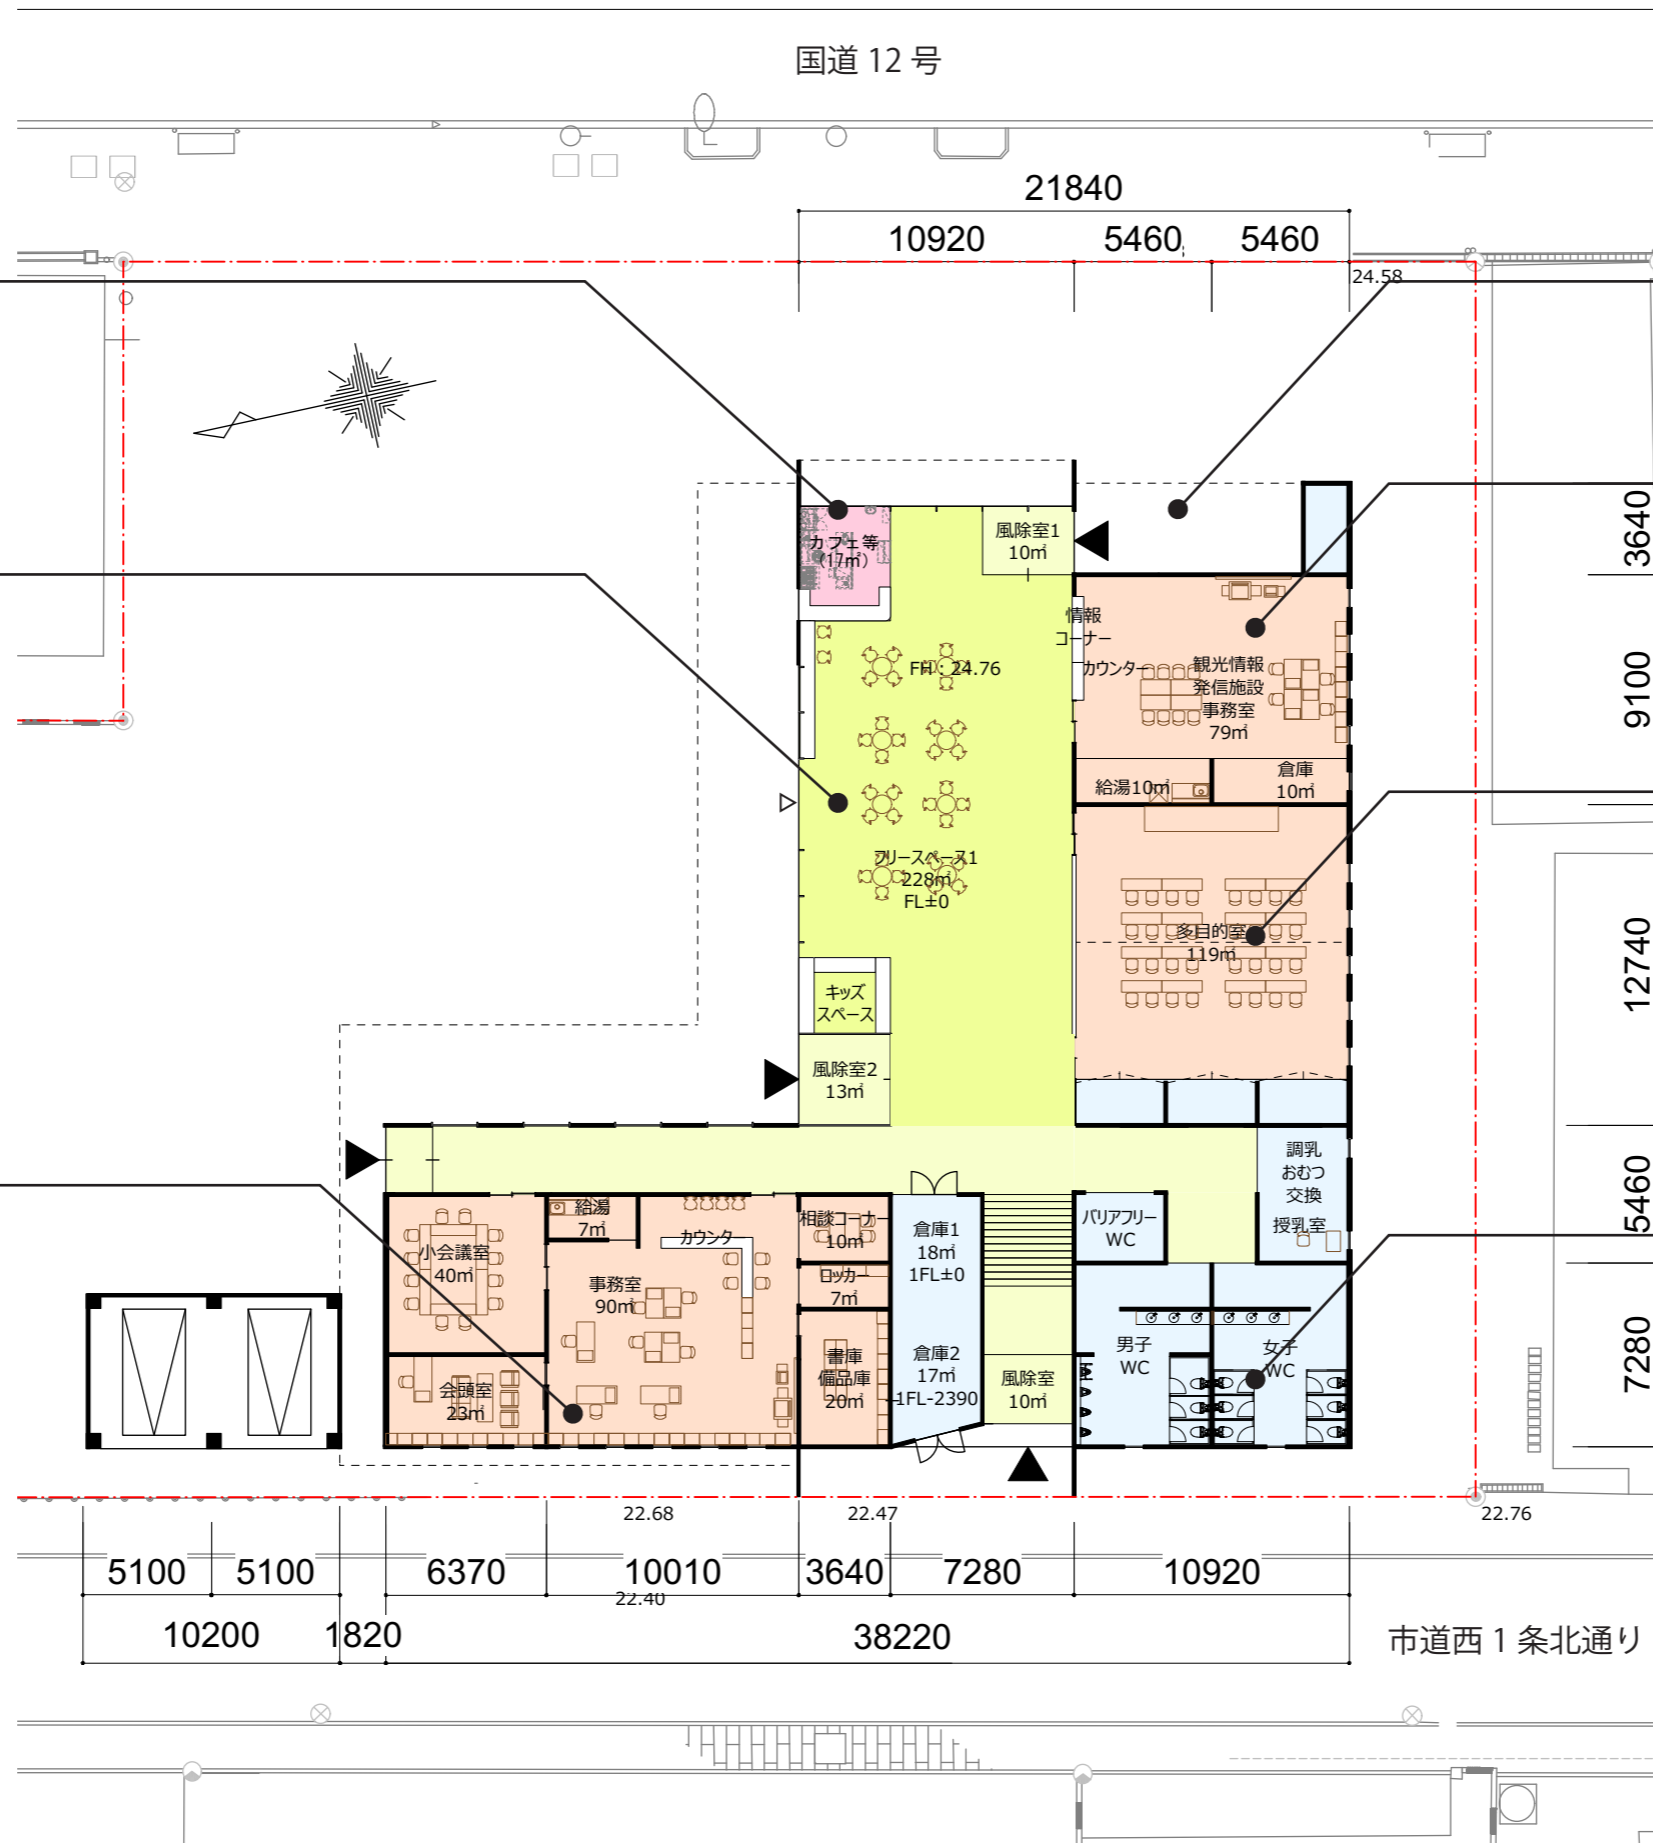 国道 12 号
21840
10920
5460
5460
24.58
カフェ等
(17㎡)
風除室1
10㎡
情報
コーナー
カウンター
FH：24.76
観光情報
発信施設
事務室
79㎡
給湯10㎡
倉庫
10㎡
フリースペース1
228㎡
FL±0
多目的室
119㎡
キッズ
スペース
風除室2
13㎡
3640
9100
12740
5460
7280
調乳
おむつ
交換
授乳室
バリアフリー
WC
小会議室
40㎡
給湯
7㎡
カウンター
事務室
90㎡
相談コーナー
10㎡
ロッカー
7㎡
倉庫1
18㎡
1FL±0
会頭室
23㎡
書庫
備品庫
20㎡
倉庫2
17㎡
1FL-2390
風除室
10㎡
男子
WC
女子
WC
22.68
22.47
22.76
5100
5100
6370
10010
3640
7280
10920
22.40
10200
1820
38220
市道西 1 条北通り